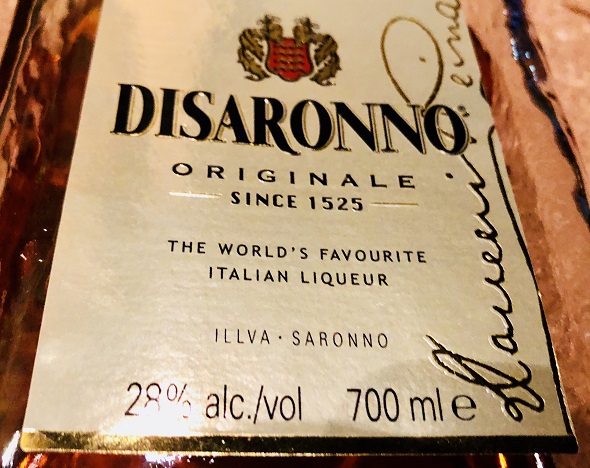 DISARONNO
ORIGINALE
SINCE 1525
THE WORLD'S FAVOURITE
ITALIAN LIQUEUR
ILLVA · SARONNO
28% alc./vol 700 ml ℮